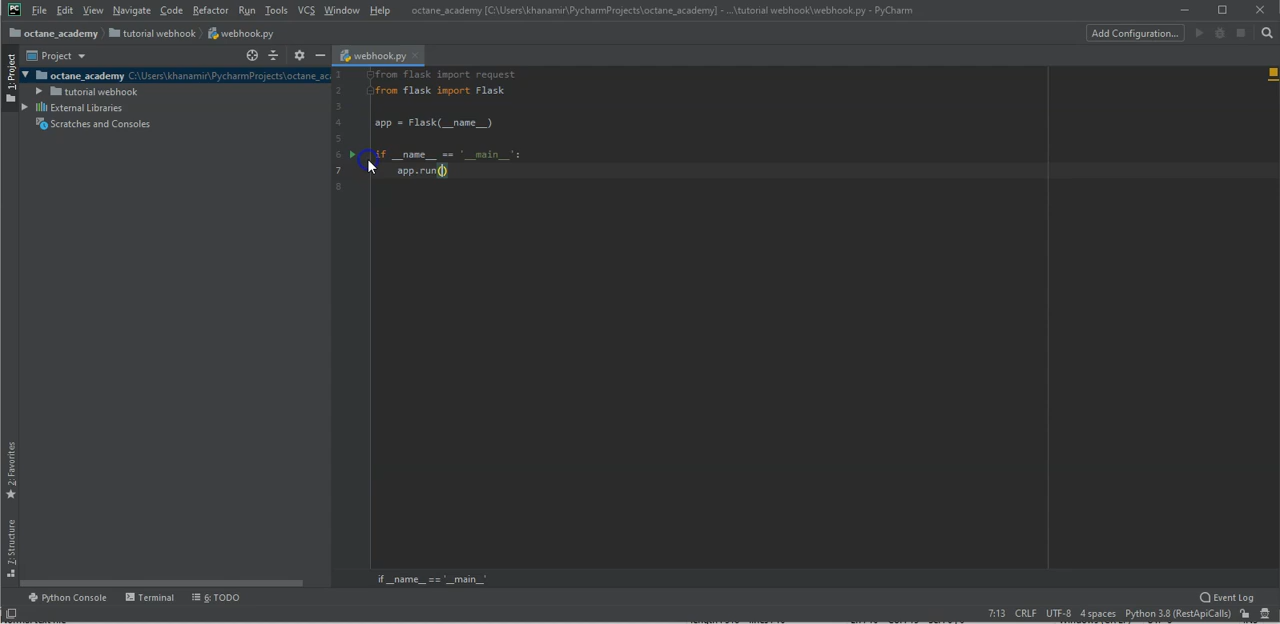 File Edit View Navigate Code Refactor Run Tools VCS Window Help octane_academy [C:\Users\khanamir\PycharmProjects\octane_academy] - ...\tutorial webhook\webhook.py - PyCharm
octane_academy tutorial webhook webhook.py Add Configuration...
1: Project
Project
webhook.py
octane_academy C:\Users\khanamir\PycharmProjects\octane_ac
tutorial webhook
External Libraries
Scratches and Consoles
1 from flask import request
2 from flask import Flask
3
4 app = Flask(__name__)
5
6 if __name__ == '__main__':
7 app.run()
8
2: Favorites
7: Structure
if __name__ == '__main__'
Python Console Terminal 6: TODO Event Log
7:13 CRLF UTF-8 4 spaces Python 3.8 (RestApiCalls)